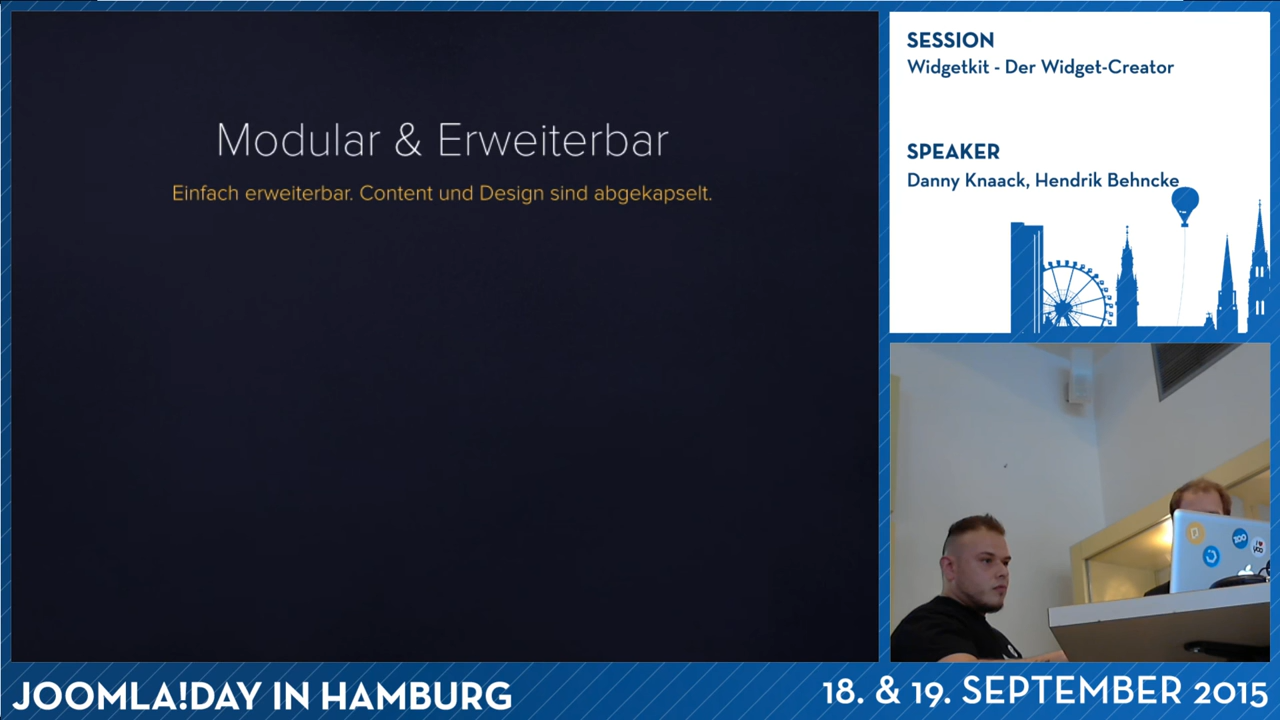 Modular & Erweiterbar
Einfach erweiterbar. Content und Design sind abgekapselt.
SESSION
Widgetkit - Der Widget-Creator
SPEAKER
Danny Knaack, Hendrik Behncke
ZOO
JOOMLA!DAY IN HAMBURG
18. & 19. SEPTEMBER 2015